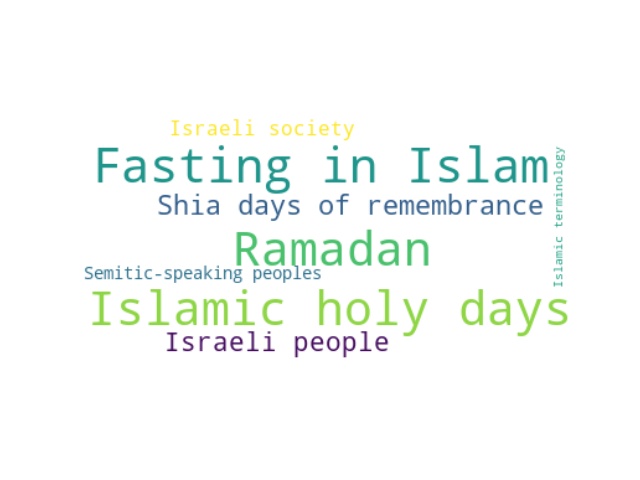 Israeli society
Fasting in Islam
Islamic terminology
Shia days of remembrance
Ramadan
Semitic-speaking peoples
Islamic holy days
Israeli people